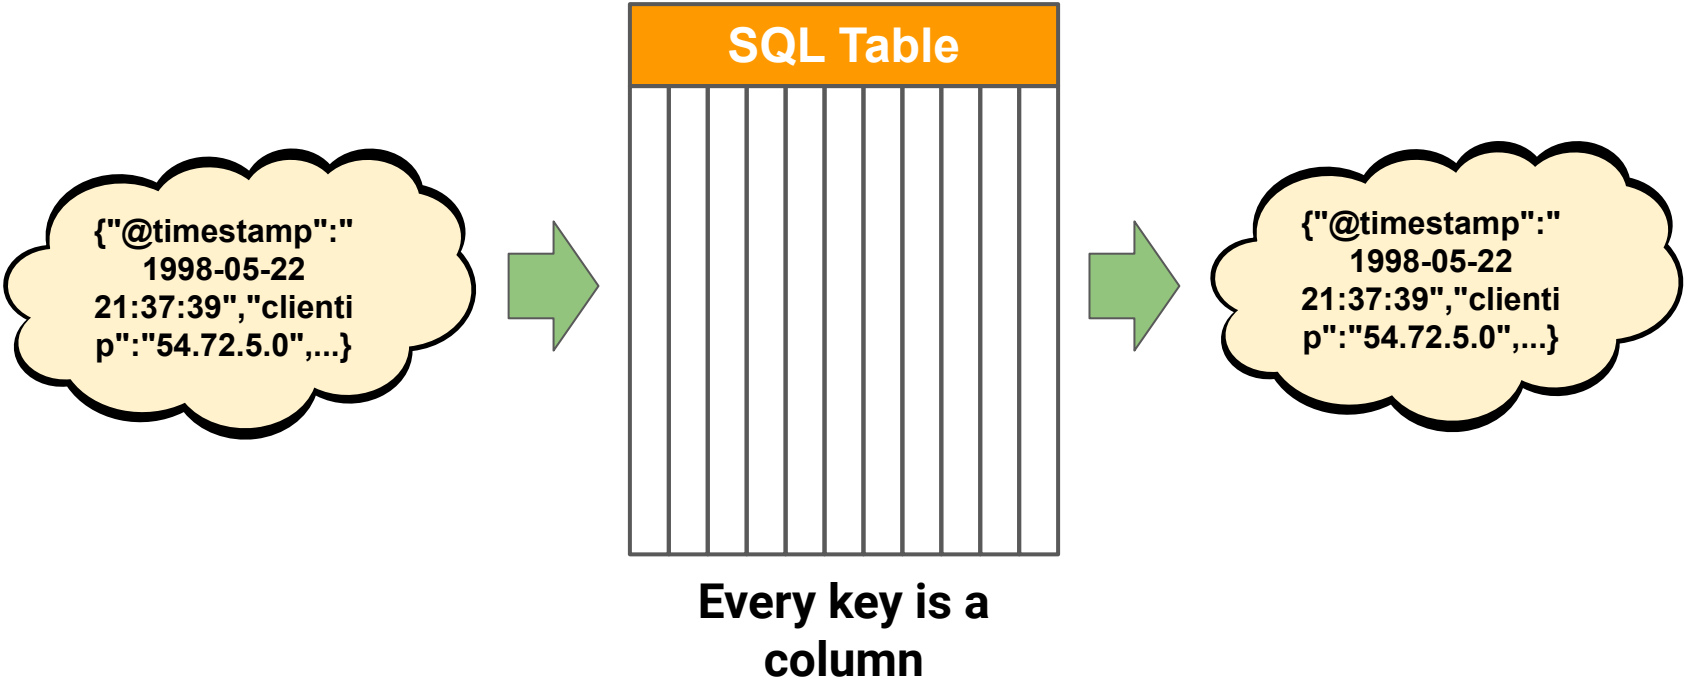 SQL Table
{"@timestamp":"
1998-05-22
21:37:39","clienti
p":"54.72.5.0",...}
{"@timestamp":"
1998-05-22
21:37:39","clienti
p":"54.72.5.0",...}
Every key is a
column